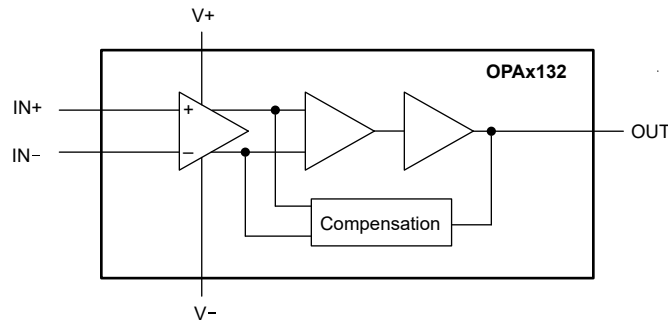 V+
OPAx132
IN+
+
OUT
IN−
−
Compensation
V−